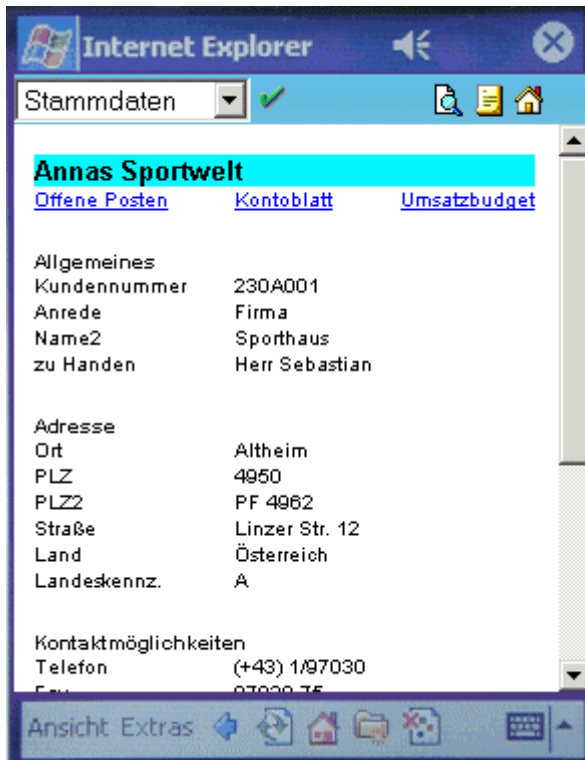 Internet Explorer
Stammdaten
Annas Sportwelt
Offene Posten Kontoblatt Umsatzbudget
Allgemeines
Kundennummer 230A001
Anrede Firma
Name2 Sporthaus
zu Handen Herr Sebastian
Adresse
Ort Altheim
PLZ 4950
PLZ2 PF 4962
Straße Linzer Str. 12
Land Österreich
Landeskennz. A
Kontaktmöglichkeiten
Telefon (+43) 1/97030
Ansicht Extras